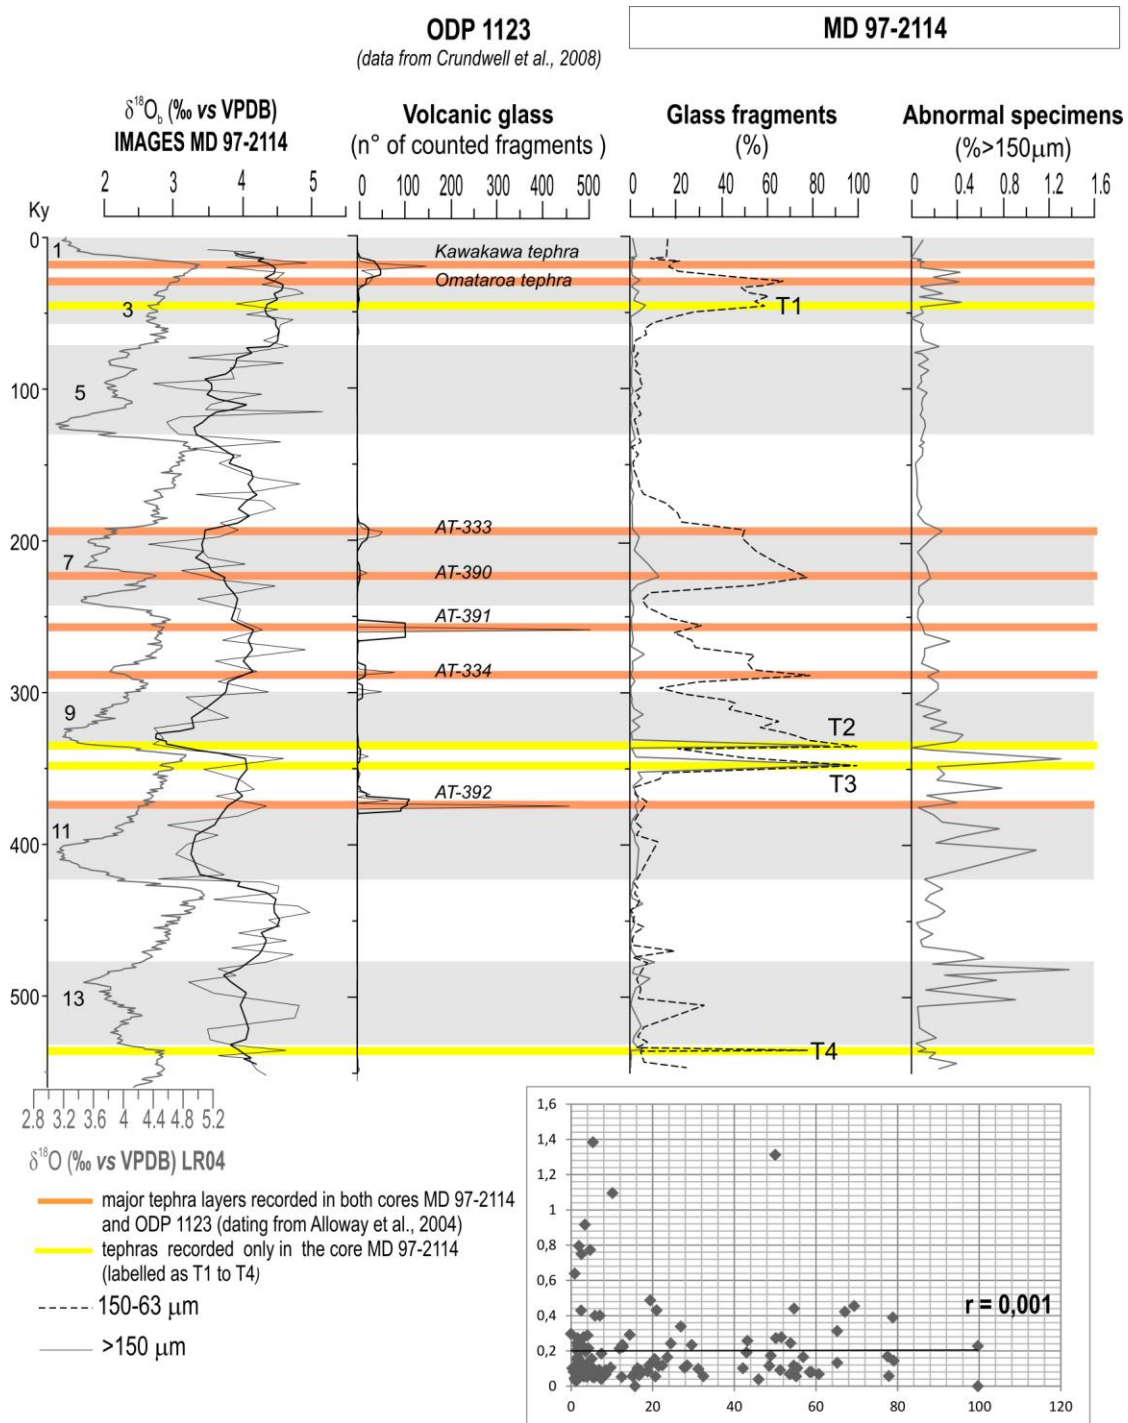 ODP 1123
(data from Crundwell et al., 2008)
MD 97-2114
δ¹⁸Ob (‰ vs VPDB)
IMAGES MD 97-2114
Volcanic glass
(n° of counted fragments )
Glass fragments
(%)
Abnormal specimens
(%>150μm)
2 3 4 5
0 100 200 300 400 500
0 20 40 60 80 100
0 0.4 0.8 1.2 1.6
Ky
0
100
200
300
400
500
1
3
5
7
9
11
13
Kawakawa tephra
Omataroa tephra
T1
AT-333
AT-390
AT-391
AT-334
T2
T3
AT-392
T4
2.8 3.2 3.6 4 4.4 4.8 5.2
δ¹⁸O (‰ vs VPDB) LR04
major tephra layers recorded in both cores MD 97-2114
and ODP 1123 (dating from Alloway et al., 2004)
tephras recorded only in the core MD 97-2114
(labelled as T1 to T4)
150-63 μm
>150 μm
1,6
1,4
1,2
1
0,8
0,6
0,4
0,2
0
r = 0,001
0 20 40 60 80 100 120